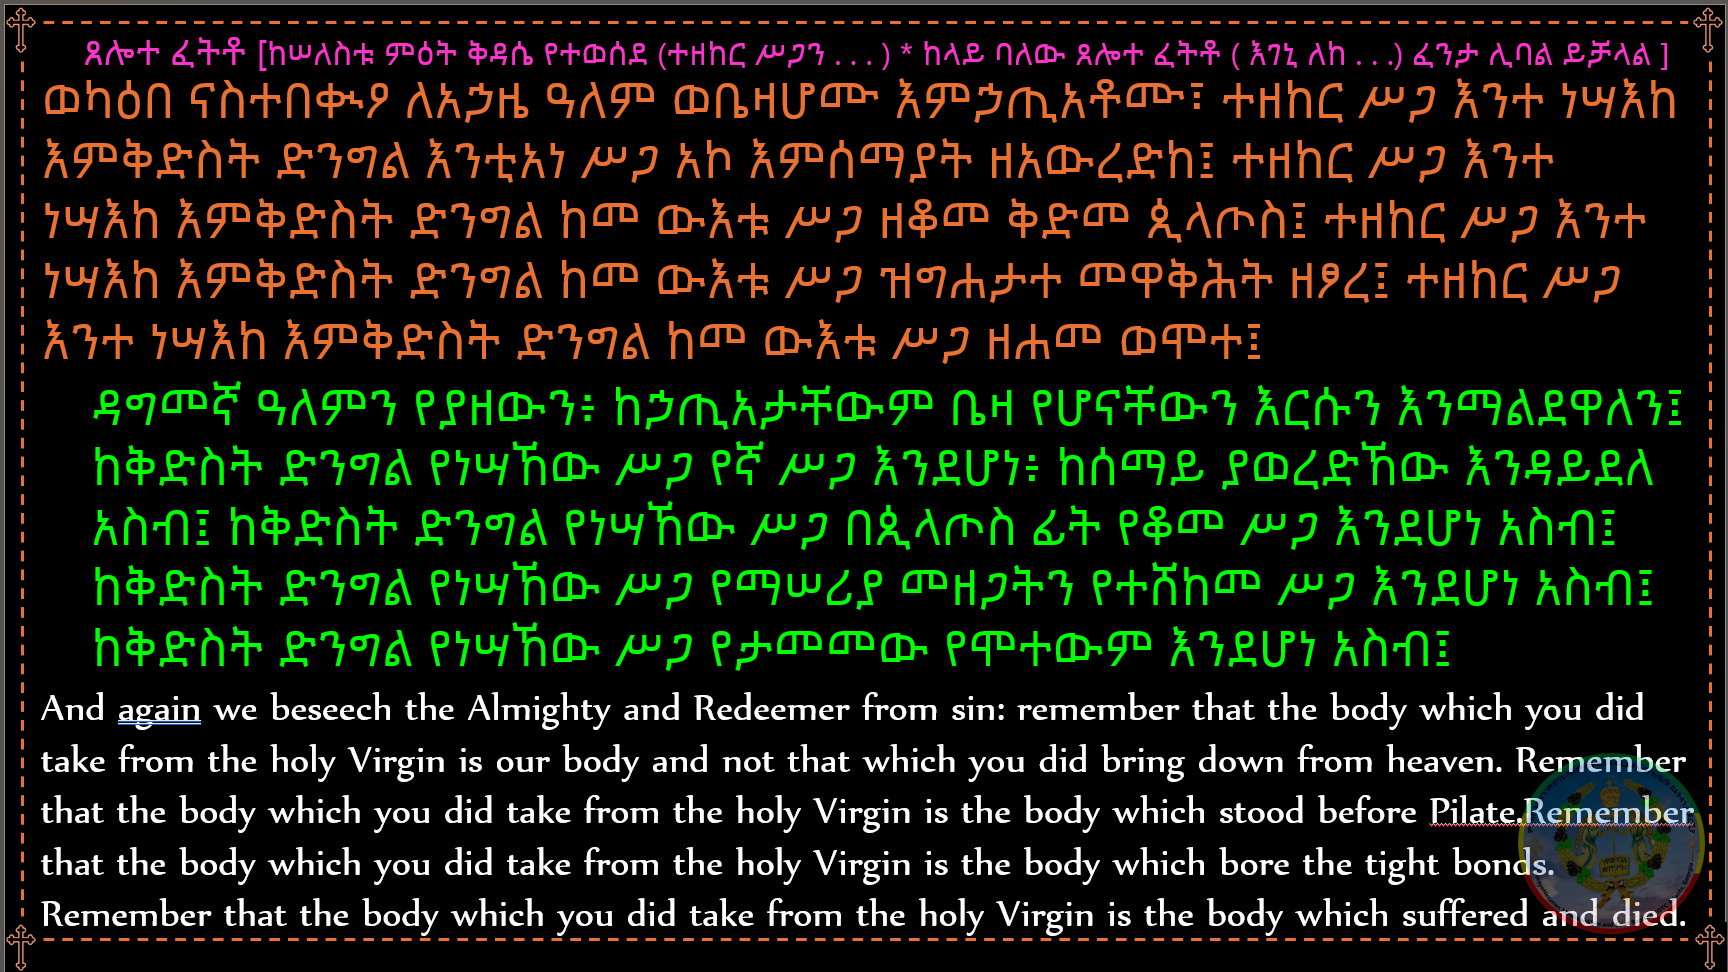 ጸሎተ ፈትቶ [ከሠለስቱ ምዕት ቅዳሴ የተወሰደ (ተዘከር ሥጋን . . . ) * ከላይ ባለው ጸሎተ ፈትቶ ( እገኒ ለከ . . .) ፈንታ ሊባል ይቻላል ]
ወካዕበ ናስተበቍዖ ለአኃዜ ዓለም ወቤዛሆሙ እምኃጢአቶሙ፣ ተዘከር ሥጋ እንተ ነሣእከ
እምቅድስት ድንግል እንቲአነ ሥጋ አኮ እምሰማያት ዘአውረድከ፤ ተዘከር ሥጋ እንተ
ነሣእከ እምቅድስት ድንግል ከመ ውእቱ ሥጋ ዘቆመ ቅድመ ጲላጦስ፤ ተዘከር ሥጋ እንተ
ነሣእከ እምቅድስት ድንግል ከመ ውእቱ ሥጋ ዝግሐታተ መዋቅሕት ዘፆረ፤ ተዘከር ሥጋ
እንተ ነሣእከ እምቅድስት ድንግል ከመ ውእቱ ሥጋ ዘሐመ ወሞተ፤
ዳግመኛ ዓለምን የያዘውን፥ ከኃጢአታቸውም ቤዛ የሆናቸውን እርሱን እንማልደዋለን፤
ከቅድስት ድንግል የነሣኸው ሥጋ የኛ ሥጋ እንደሆነ፥ ከሰማይ ያወረድኸው እንዳይደለ
አስብ፤ ከቅድስት ድንግል የነሣኸው ሥጋ በጲላጦስ ፊት የቆመ ሥጋ እንደሆነ አስብ፤
ከቅድስት ድንግል የነሣኸው ሥጋ የማሠሪያ መዘጋትን የተሸከመ ሥጋ እንደሆነ አስብ፤
ከቅድስት ድንግል የነሣኸው ሥጋ የታመመው የሞተውም እንደሆነ አስብ፤
And again we beseech the Almighty and Redeemer from sin: remember that the body which you did
take from the holy Virgin is our body and not that which you did bring down from heaven. Remember
that the body which you did take from the holy Virgin is the body which stood before Pilate.Remember
that the body which you did take from the holy Virgin is the body which bore the tight bonds.
Remember that the body which you did take from the holy Virgin is the body which suffered and died.